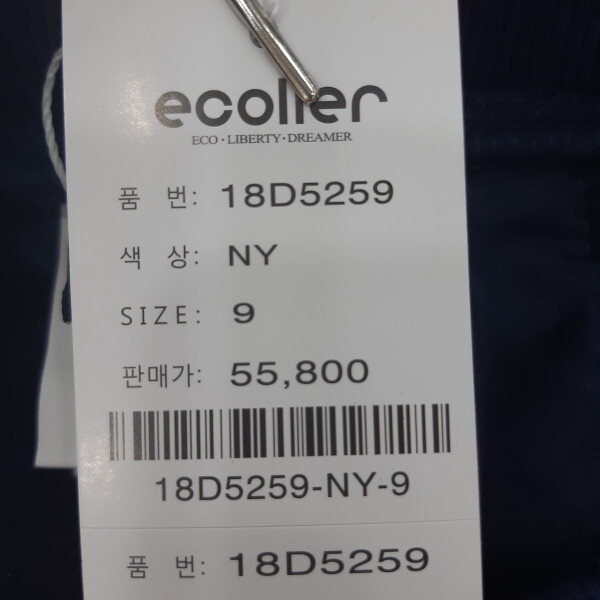 ecolier
ECO·LIBERTY·DREAMER
품 번: 18D5259
색 상: NY
SIZE: 9
판매가: 55,800
18D5259-NY-9
품 번: 18D5259